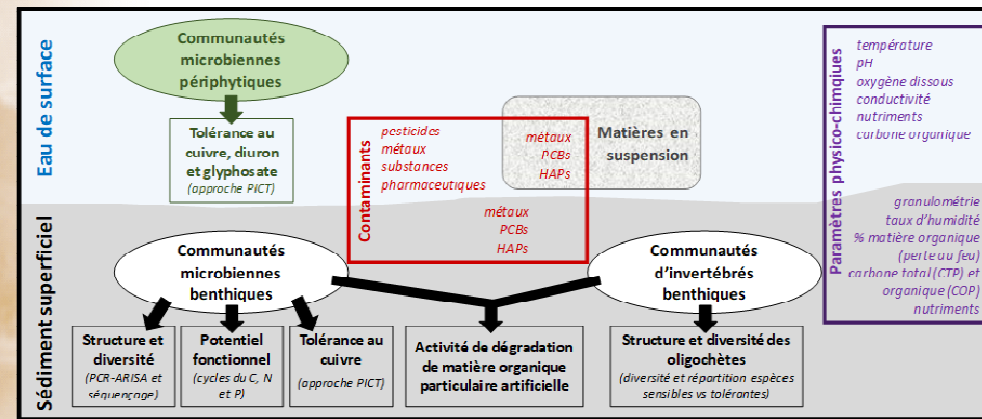 Eau de surface
Communautés
microbiennes
périphytiques
Tolérance au
cuivre, diuron
et glyphosate
(approche PICT)
Contaminants
pesticides
métaux
substances
pharmaceutiques
métaux
PCBs
HAPs
Matières en
suspension
métaux
PCBs
HAPs
Paramètres physico-chimqiues
température
pH
oxygène dissous
conductivité
nutriments
carbone organique
granulométrie
taux d'humidité
% matière organique
(perte au feu)
carbone total (CTP) et
organique (COP)
nutriments
Sédiment superficiel
Communautés
microbiennes
benthiques
Communautés
d'invertébrés
benthiques
Structure et
diversité
(PCR-ARISA et
séquençage)
Potentiel
fonctionnel
(cycles du C, N
et P)
Tolérance au
cuivre
(approche PICT)
Activité de dégradation
de matière organique
particulaire artificielle
Structure et diversité des
oligochètes
(diversité et répartition espèces
sensibles vs tolérantes)